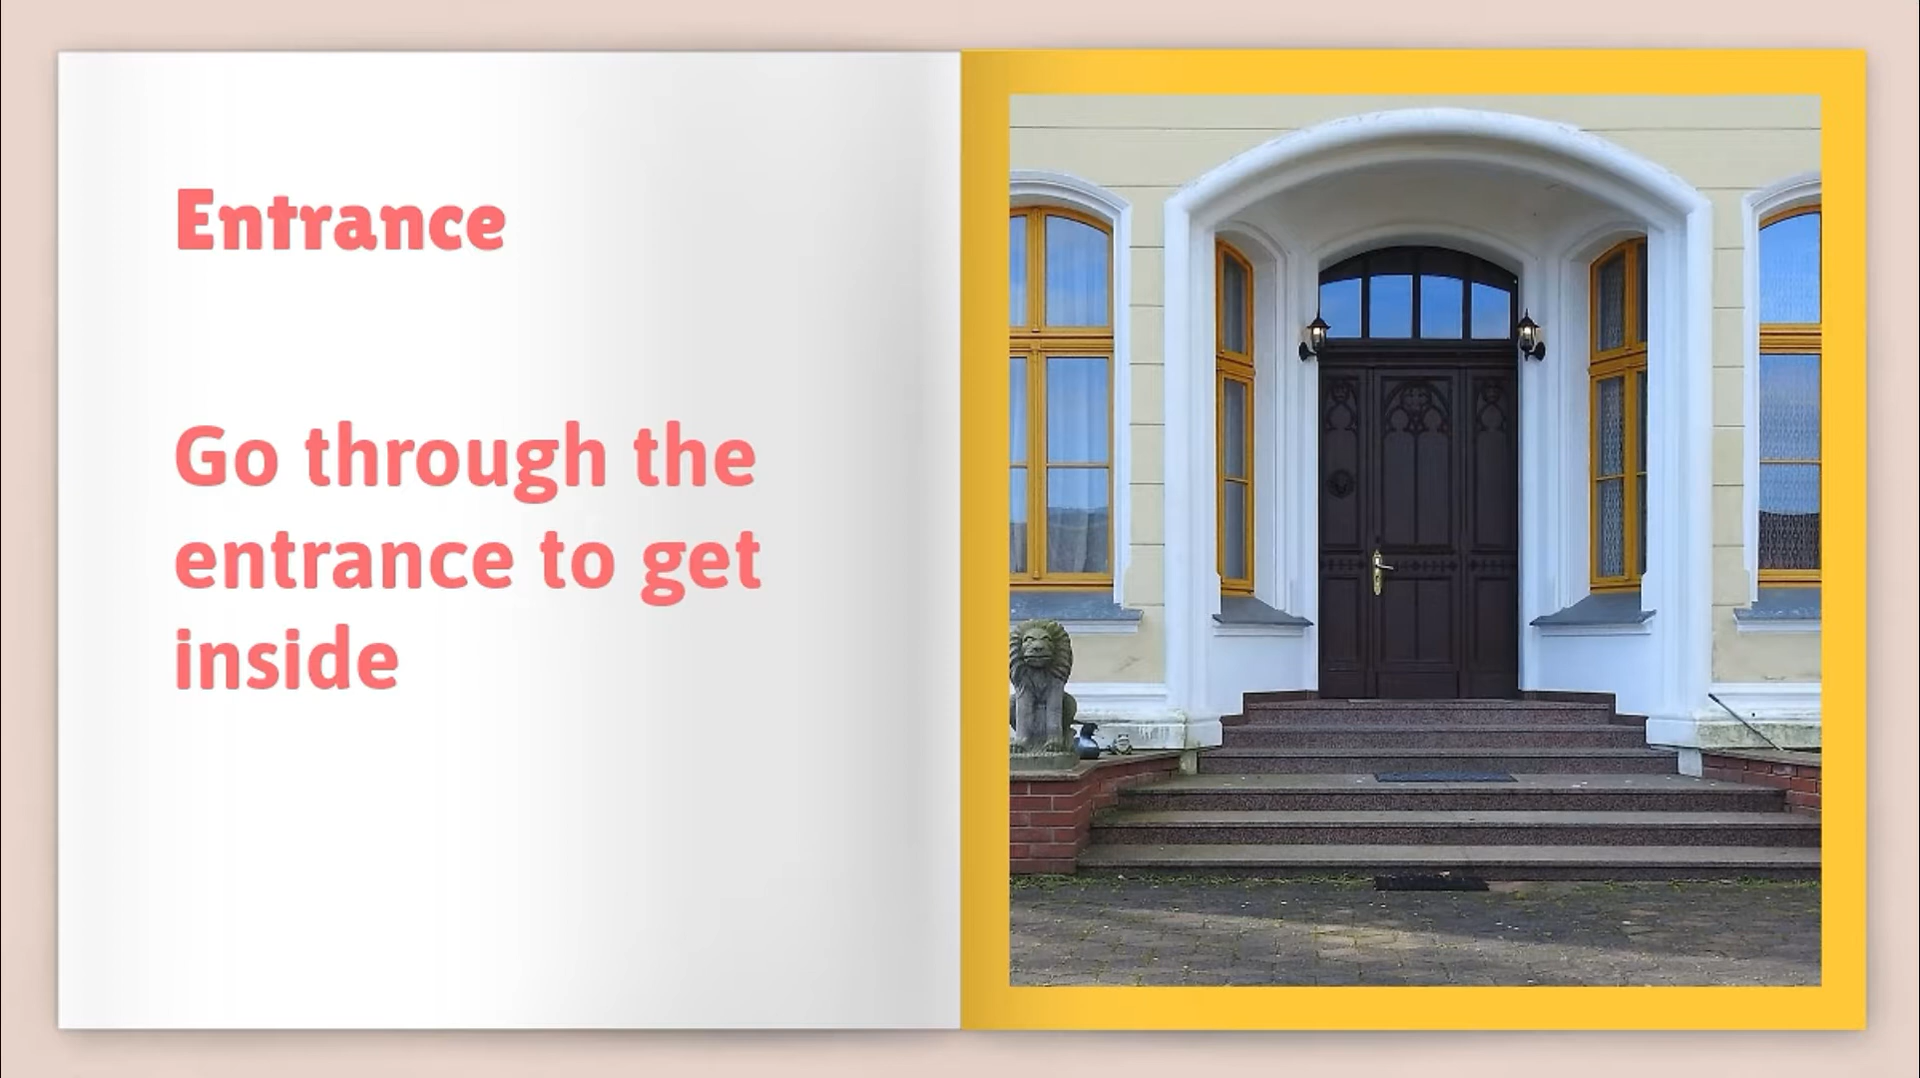 Entrance
Go through the
entrance to get
inside